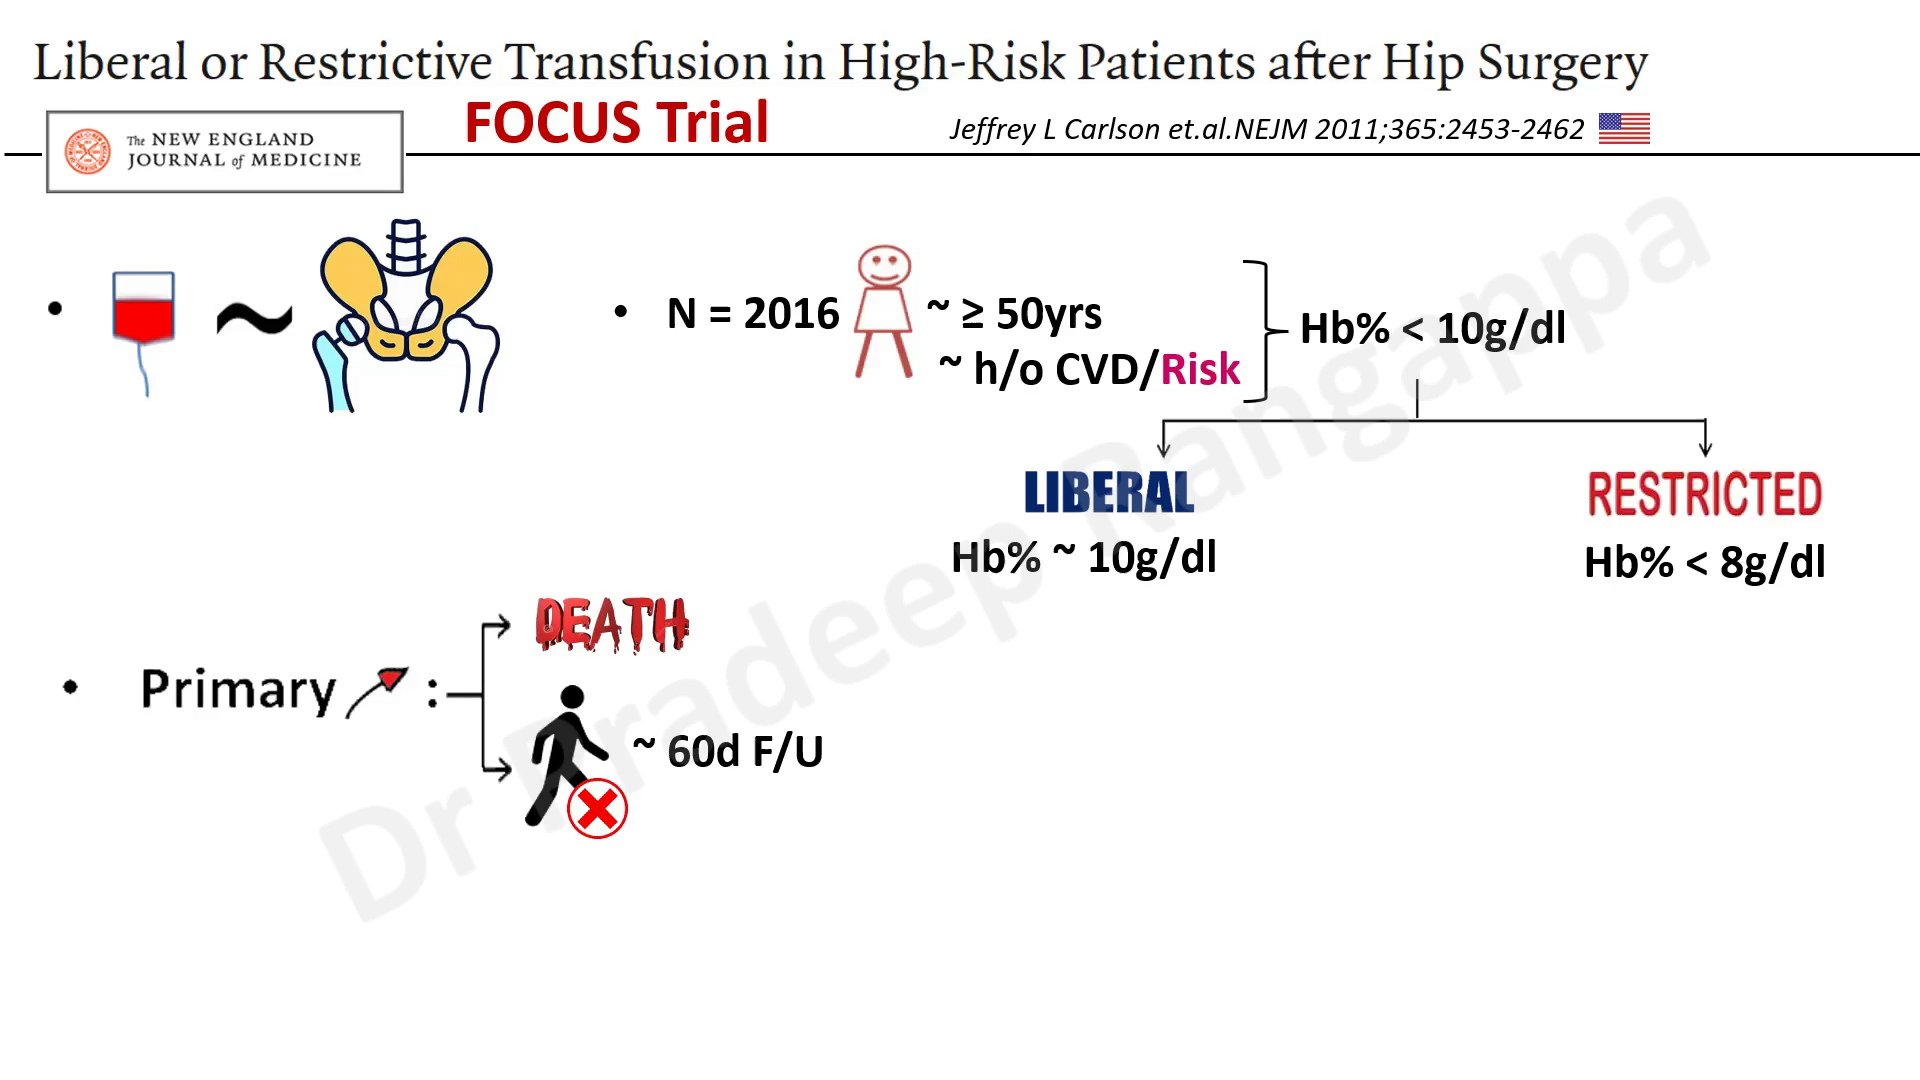 Liberal or Restrictive Transfusion in High-Risk Patients after Hip Surgery
The NEW ENGLAND
JOURNAL of MEDICINE
FOCUS Trial
Jeffrey L Carlson et.al.NEJM 2011;365:2453-2462
• ~
• N = 2016 ~ ≥ 50yrs
~ h/o CVD/Risk
Hb% < 10g/dl
LIBERAL
RESTRICTED
Hb% ~ 10g/dl
Hb% < 8g/dl
DEATH
• Primary :
~ 60d F/U
Dr Pradeep Rangappa